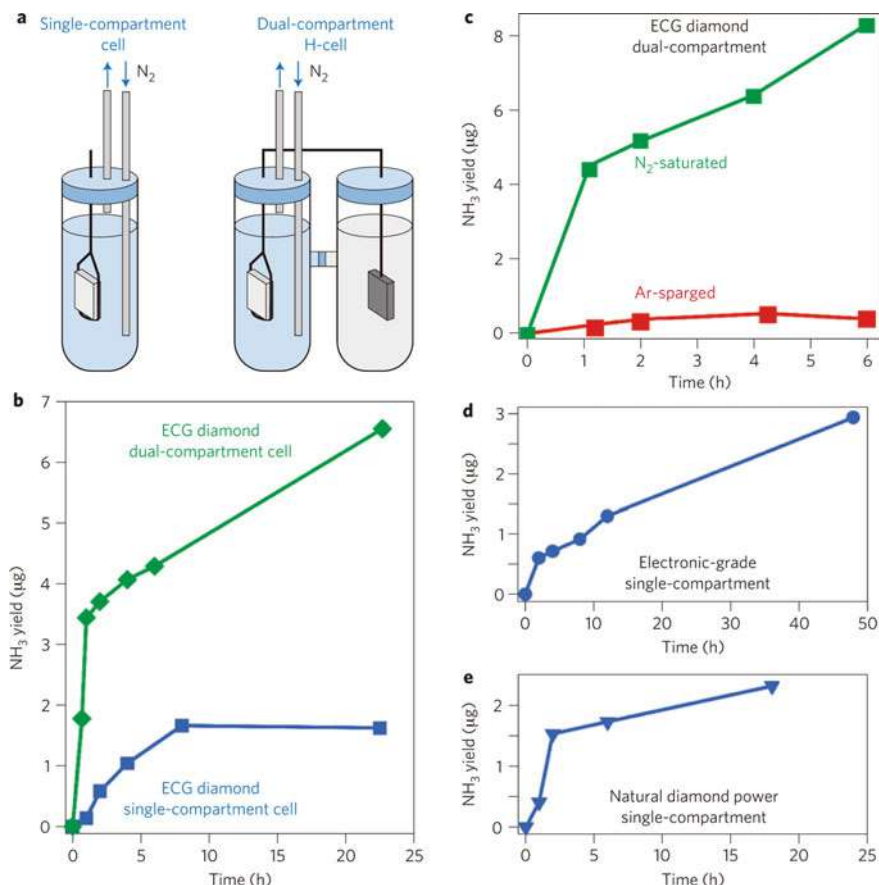 a
Single-compartment
cell
N2
Dual-compartment
H-cell
N2
b
7
6
5
4
3
2
1
0
NH3 yield (µg)
ECG diamond
dual-compartment cell
ECG diamond
single-compartment cell
0 5 10 15 20 25
Time (h)
c
8
6
4
2
0
NH3 yield (µg)
ECG diamond
dual-compartment
N2-saturated
Ar-sparged
0 1 2 3 4 5 6
Time (h)
d
3
2
1
0
NH3 yield (µg)
Electronic-grade
single-compartment
0 10 20 30 40 50
Time (h)
e
2
1
0
NH3 yield (µg)
Natural diamond power
single-compartment
0 5 10 15 20 25
Time (h)